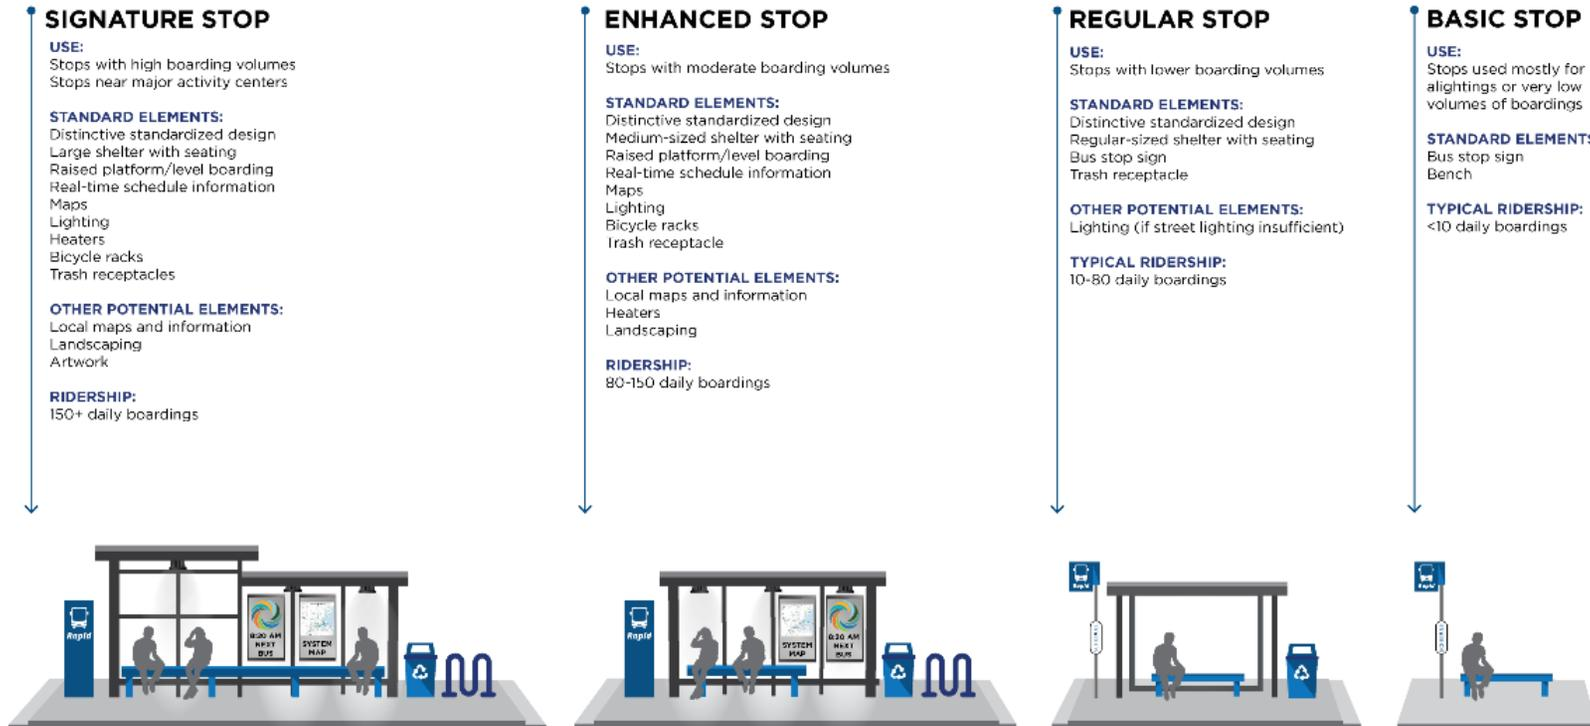 SIGNATURE STOP
USE:
Stops with high boarding volumes
Stops near major activity centers
STANDARD ELEMENTS:
Distinctive standardized design
Large shelter with seating
Raised platform/level boarding
Real-time schedule information
Maps
Lighting
Heaters
Bicycle racks
Trash receptacles
OTHER POTENTIAL ELEMENTS:
Local maps and information
Landscaping
Artwork
RIDERSHIP:
150+ daily boardings
ENHANCED STOP
USE:
Stops with moderate boarding volumes
STANDARD ELEMENTS:
Distinctive standardized design
Medium-sized shelter with seating
Raised platform/level boarding
Real-time schedule information
Maps
Lighting
Bicycle racks
Trash receptacle
OTHER POTENTIAL ELEMENTS:
Local maps and information
Heaters
Landscaping
RIDERSHIP:
80-150 daily boardings
REGULAR STOP
USE:
Stops with lower boarding volumes
STANDARD ELEMENTS:
Distinctive standardized design
Regular-sized shelter with seating
Bus stop sign
Trash receptacle
OTHER POTENTIAL ELEMENTS:
Lighting (if street lighting insufficient)
TYPICAL RIDERSHIP:
10-80 daily boardings
BASIC STOP
USE:
Stops used mostly for
alightings or very low
volumes of boardings
STANDARD ELEMENTS
Bus stop sign
Bench
TYPICAL RIDERSHIP:
<10 daily boardings
Rapid
8:20 AM
NEXT
BUS
SYSTEM
MAP
Rapid
SYSTEM
MAP
8:20 AM
NEXT
BUS
Rapid
Rapid